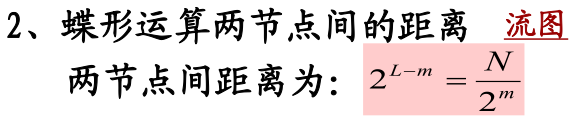 2、蝶形运算两节点间的距离 流图
两节点间距离为: $2^{L-m} = \frac{N}{2^m}$